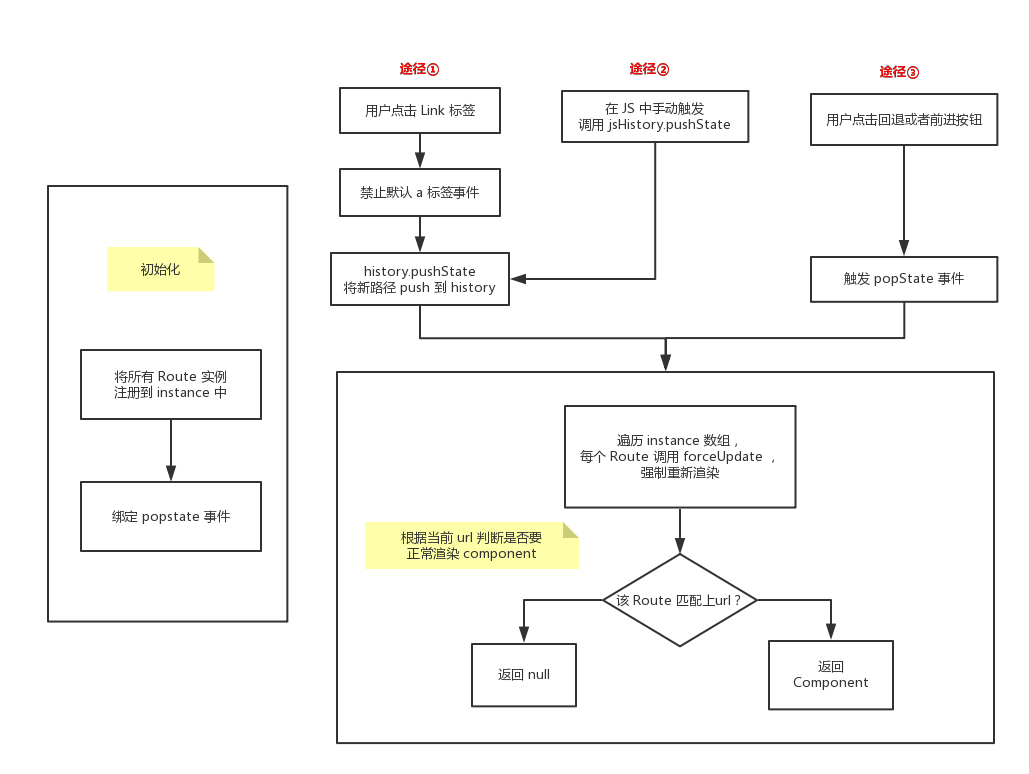 途径①
途径②
途径③
用户点击 Link 标签
在 JS 中手动触发
调用 jsHistory.pushState
用户点击回退或者前进按钮
禁止默认 a 标签事件
history.pushState
将新路径 push 到 history
触发 popState 事件
初始化
将所有 Route 实例
注册到 instance 中
绑定 popstate 事件
遍历 instance 数组，
每个 Route 调用 forceUpdate ，
强制重新渲染
根据当前 url 判断是否要
正常渲染 component
该 Route 匹配上url？
返回 null
返回
Component